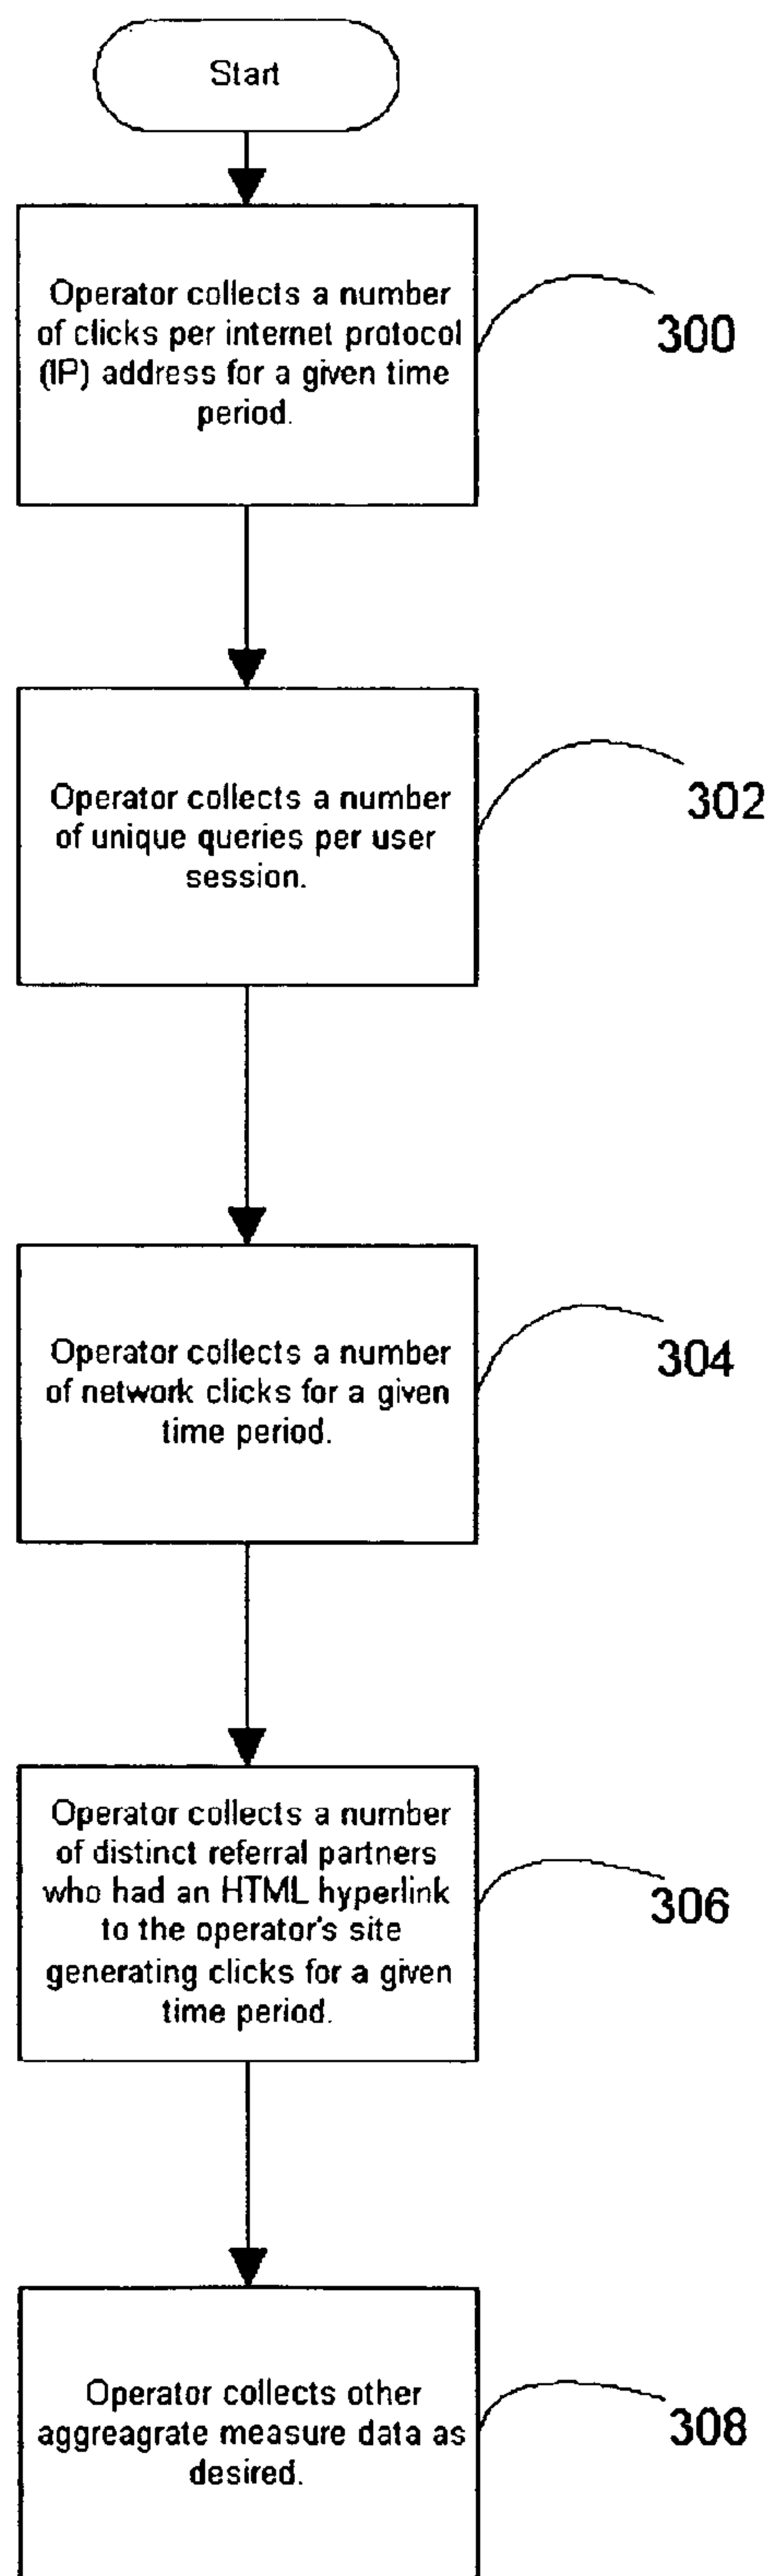 Start
Operator collects a number
of clicks per internet protocol
(IP) address for a given time
period.
300
Operator collects a number
of unique queries per user
session.
302
Operator collects a number
of network clicks for a given
time period.
304
Operator collects a number
of distinct referral partners
who had an HTML hyperlink
to the operator's site
generating clicks for a given
time period.
306
Operator collects other
aggreagrate measure data as
desired.
308